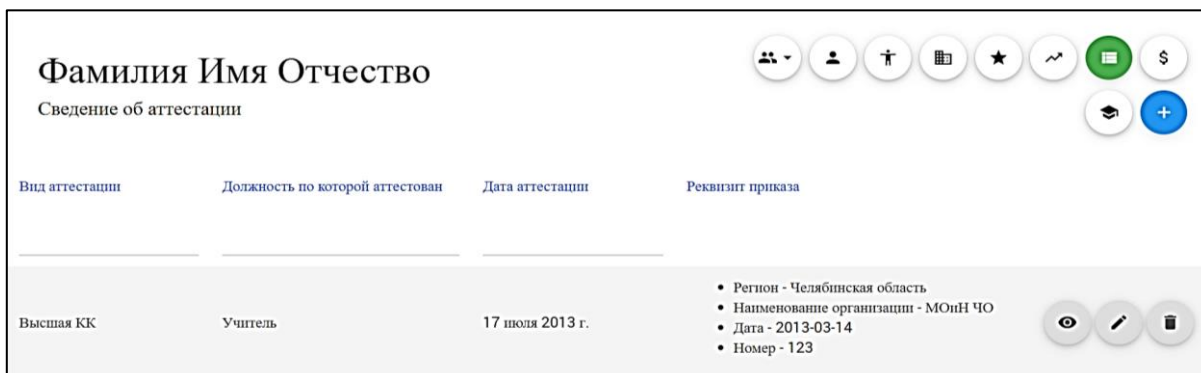 Фамилия Имя Отчество
Сведение об аттестации
Вид аттестации
Должность по которой аттестован
Дата аттестации
Реквизит приказа
Высшая КК
Учитель
17 июля 2013 г.
• Регион - Челябинская область
• Наименование организации - МОиН ЧО
• Дата - 2013-03-14
• Номер - 123